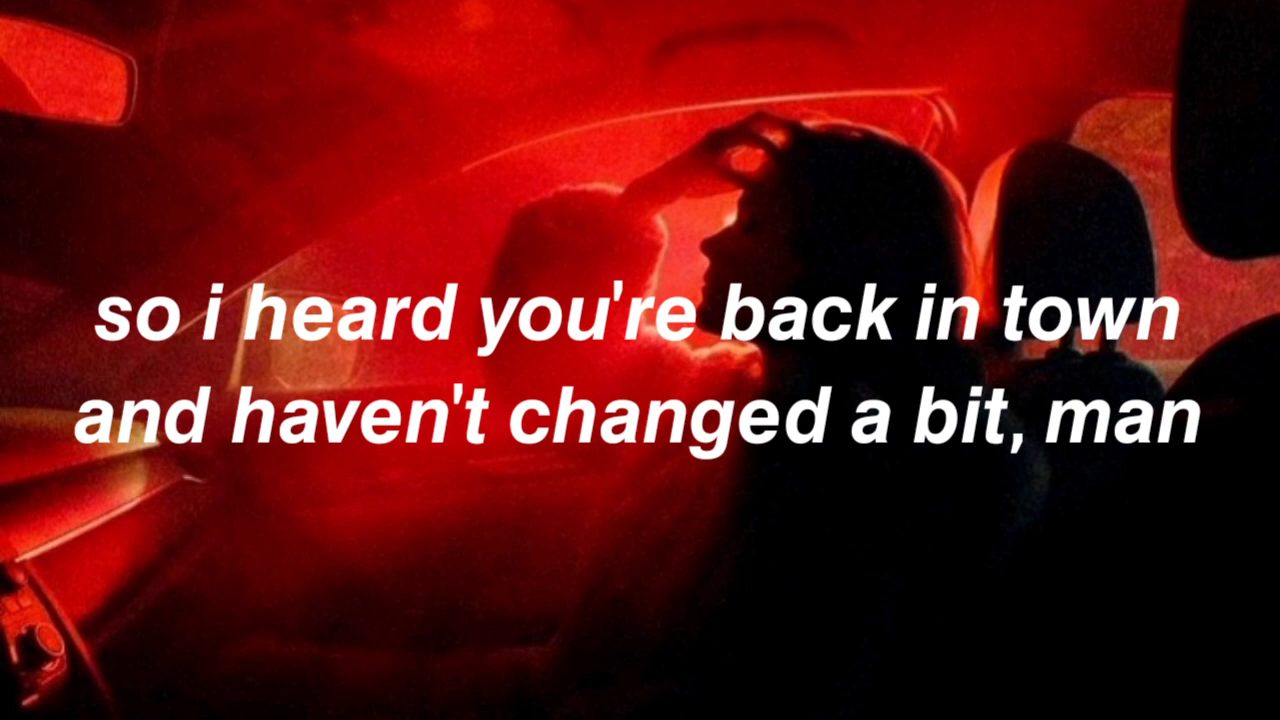 so i heard you're back in town
and haven't changed a bit, man